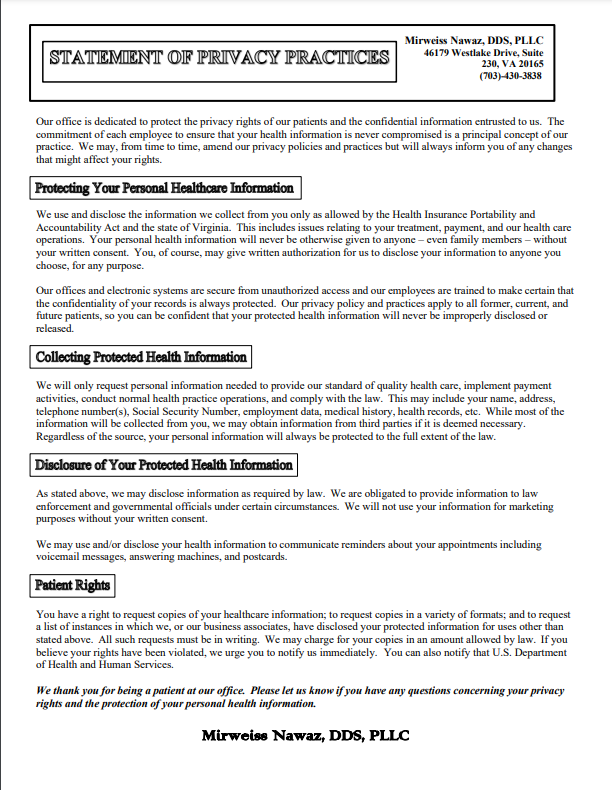 STATEMENT OF PRIVACY PRACTICES
Mirweiss Nawaz, DDS, PLLC
46179 Westlake Drive, Suite
230, VA 20165
(703)-430-3838
Our office is dedicated to protect the privacy rights of our patients and the confidential information entrusted to us. The
commitment of each employee to ensure that your health information is never compromised is a principal concept of our
practice. We may, from time to time, amend our privacy policies and practices but will always inform you of any changes
that might affect your rights.
Protecting Your Personal Healthcare Information
We use and disclose the information we collect from you only as allowed by the Health Insurance Portability and
Accountability Act and the state of Virginia. This includes issues relating to your treatment, payment, and our health care
operations. Your personal health information will never be otherwise given to anyone – even family members – without
your written consent. You, of course, may give written authorization for us to disclose your information to anyone you
choose, for any purpose.
Our offices and electronic systems are secure from unauthorized access and our employees are trained to make certain that
the confidentiality of your records is always protected. Our privacy policy and practices apply to all former, current, and
future patients, so you can be confident that your protected health information will never be improperly disclosed or
released.
Collecting Protected Health Information
We will only request personal information needed to provide our standard of quality health care, implement payment
activities, conduct normal health practice operations, and comply with the law. This may include your name, address,
telephone number(s), Social Security Number, employment data, medical history, health records, etc. While most of the
information will be collected from you, we may obtain information from third parties if it is deemed necessary.
Regardless of the source, your personal information will always be protected to the full extent of the law.
Disclosure of Your Protected Health Information
As stated above, we may disclose information as required by law. We are obligated to provide information to law
enforcement and governmental officials under certain circumstances. We will not use your information for marketing
purposes without your written consent.
We may use and/or disclose your health information to communicate reminders about your appointments including
voicemail messages, answering machines, and postcards.
Patient Rights
You have a right to request copies of your healthcare information; to request copies in a variety of formats; and to request
a list of instances in which we, or our business associates, have disclosed your protected information for uses other than
stated above. All such requests must be in writing. We may charge for your copies in an amount allowed by law. If you
believe your rights have been violated, we urge you to notify us immediately. You can also notify that U.S. Department
of Health and Human Services.
We thank you for being a patient at our office. Please let us know if you have any questions concerning your privacy
rights and the protection of your personal health information.
Mirweiss Nawaz, DDS, PLLC